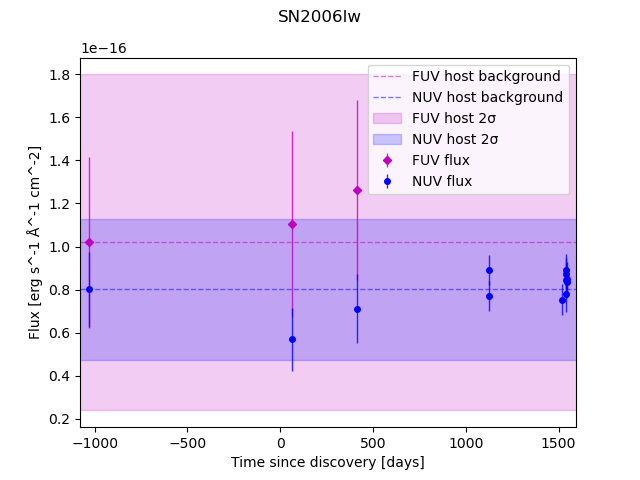 SN2006lw
1e−16
FUV host background
NUV host background
FUV host 2σ
NUV host 2σ
FUV flux
NUV flux
1.8
1.6
1.4
1.2
1.0
0.8
0.6
0.4
0.2
Flux [erg s^-1 Å^-1 cm^-2]
−1000
−500
0
500
1000
1500
Time since discovery [days]